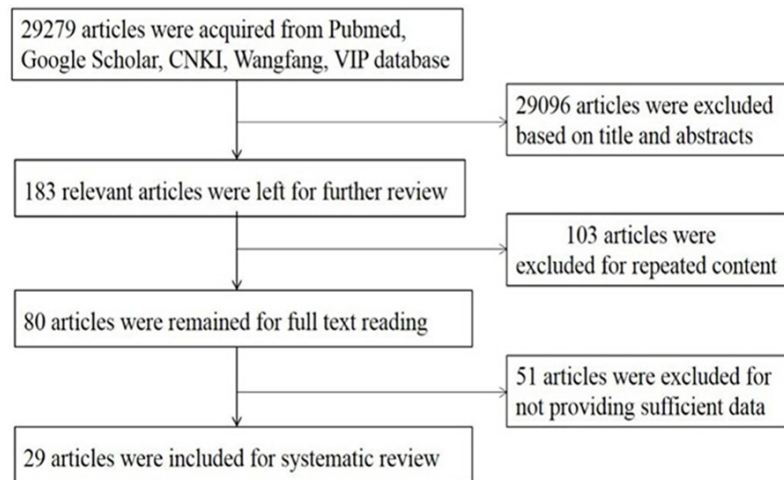 29279 articles were acquired from Pubmed,
Google Scholar, CNKI, Wangfang, VIP database
29096 articles were excluded
based on title and abstracts
183 relevant articles were left for further review
103 articles were
excluded for repeated content
80 articles were remained for full text reading
51 articles were excluded for
not providing sufficient data
29 articles were included for systematic review